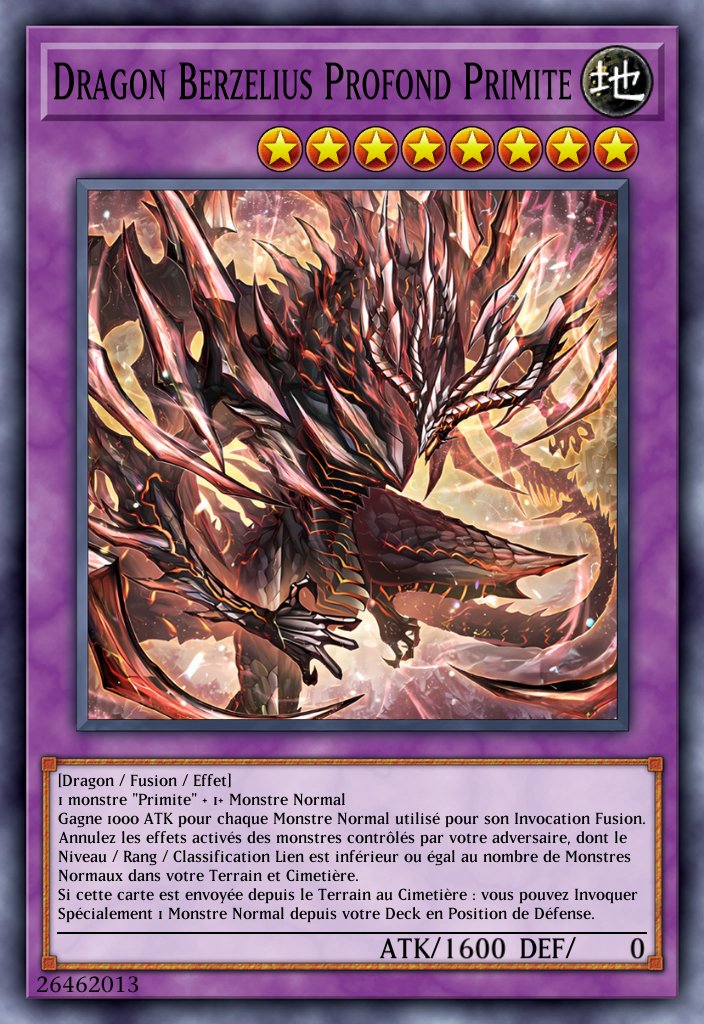 Dragon Berzelius Profond Primite
地
[Dragon / Fusion / Effet]
1 monstre "Primite" + 1+ Monstre Normal
Gagne 1000 ATK pour chaque Monstre Normal utilisé pour son Invocation Fusion.
Annulez les effets activés des monstres contrôlés par votre adversaire, dont le
Niveau / Rang / Classification Lien est inférieur ou égal au nombre de Monstres
Normaux dans votre Terrain et Cimetière.
Si cette carte est envoyée depuis le Terrain au Cimetière : vous pouvez Invoquer
Spécialement 1 Monstre Normal depuis votre Deck en Position de Défense.
ATK/1600 DEF/ 0
26462013